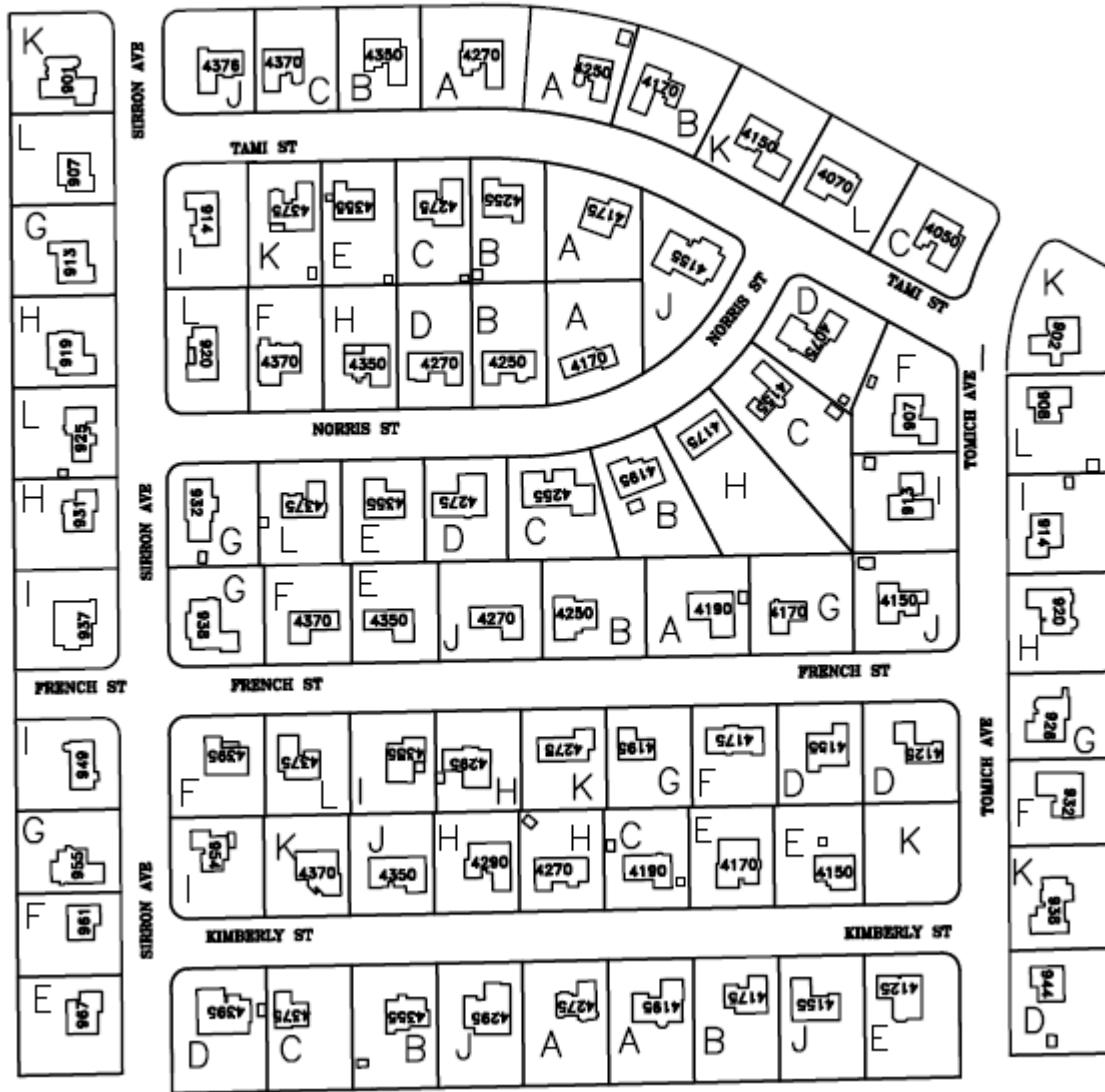 K 901
SIRRON AVE
4376 J
4370 C
4350 B
4270 A
4250 A
4170 B
4150 K
4070 L
4050 C
TAMI ST
TAMI ST
L 907
G 913
H 919
L 925
H 931
I 937
914 I
4375 K
4355 E
4275 C
4255 B
4175 A
4155 J
920 L
4370 F
4350 H
4270 D
4250 B
4170 A
NORRIS ST
NORRIS ST
SIRRON AVE
932 G
4375 L
4355 E
4275 D
4255 C
4195 B
4175 H
4155 C
4075 D
907 F
913 I
TOMICH AVE
938 G
4370 F
4350 E
4270 J
4250 B
4190 A
4170 G
4150 J
FRENCH ST
FRENCH ST
FRENCH ST
K 902
L
I 914
H 920
G 926
F 932
K 938
D 944
TOMICH AVE
I 949
G 955
F 961
E 967
SIRRON AVE
4395 F
4375 L
4355 I
4295 H
4275 K
4195 G
4175 F
4155 D
4125 D
954 I
4370 K
4350 J
4290 H
4270 H
4190 C
4170 E
4150 E
K
KIMBERLY ST
KIMBERLY ST
4395 D
4375 C
4355 B
4295 J
4275 A
4195 A
4175 B
4155 J
4125 E